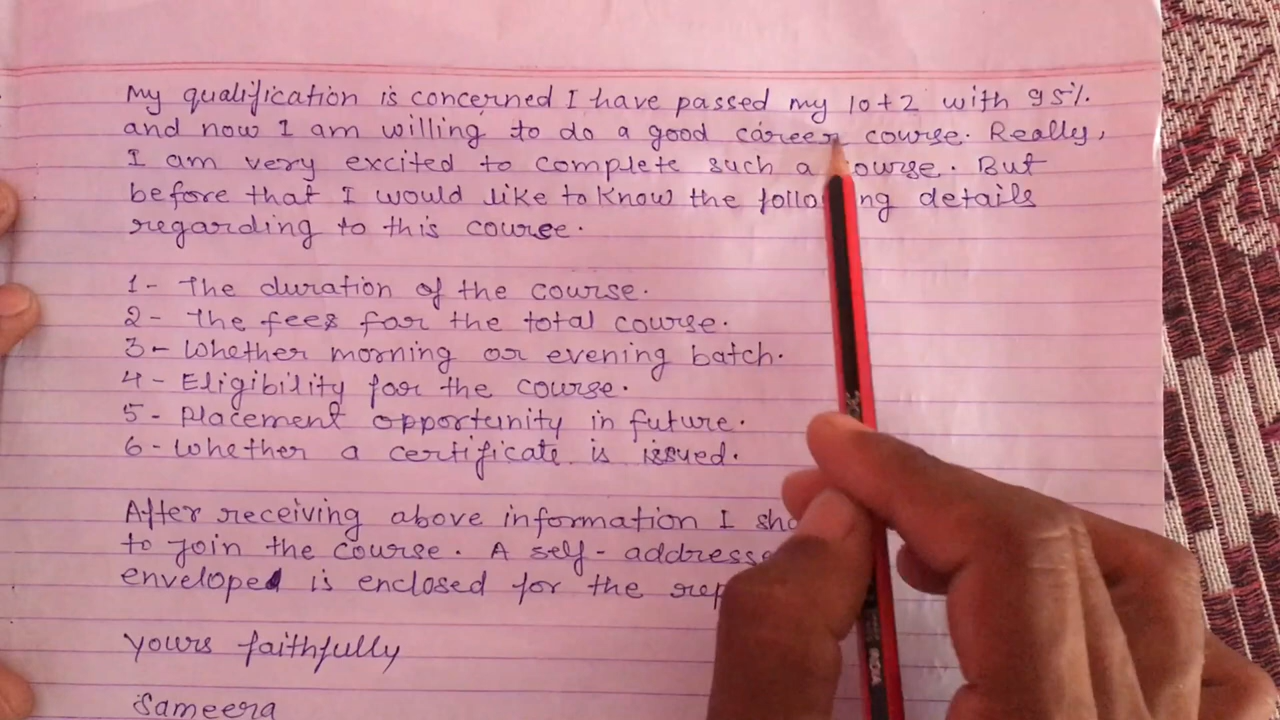 My qualification is concerned I have passed my 10+2 with 95%.
and now I am willing to do a good career course. Really,
I am very excited to complete such a course. But
before that I would like to know the following details
regarding to this course.
1- The duration of the course.
2- The fees for the total course.
3- Whether morning or evening batch.
4- Eligibility for the course.
5- Placement opportunity in future.
6- Whether a certificate is issued.
After receiving above information I
to join the course. A self-
enveloped is enclosed for the
Yours faithfully
Sameera